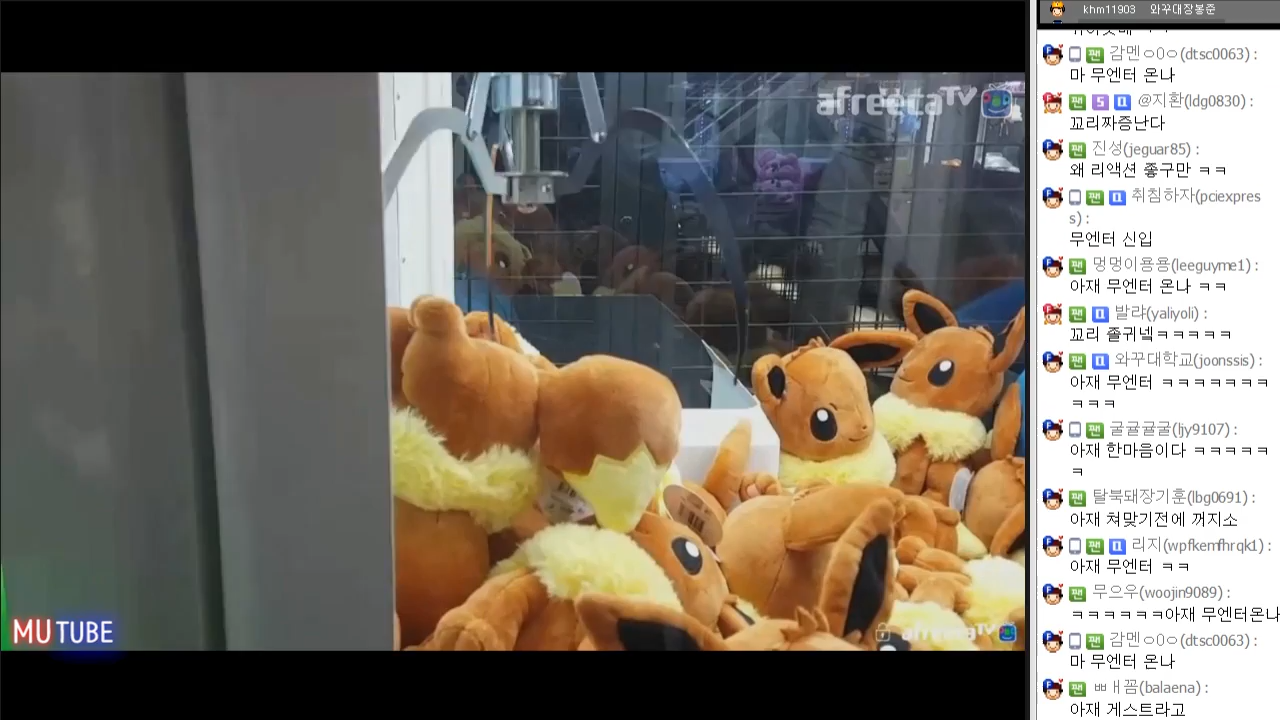 khm11903 와꾸대장봉준
감멘ㅇ0ㅇ(dtsc0063) :
마 무엔터 온나
@지환(ldg0830) :
꼬리짜증난다
진성(jeguar85) :
왜 리액션 좋구만 ㅋㅋ
취침하자(pciexpres
s) :
무엔터 신입
멍멍이용용(leeguyme1) :
아재 무엔터 온나 ㅋㅋ
발랴(yaliyoli) :
꼬리 졸귀넼ㅋㅋㅋㅋㅋ
와꾸대학교(joonssis) :
아재 무엔터 ㅋㅋㅋㅋㅋㅋㅋ
ㅋㅋㅋ
굴귤귤굴(ljy9107) :
아재 한마음이다 ㅋㅋㅋㅋㅋ
ㅋ
탈북돼장기훈(lbg0691) :
아재 쳐맞기전에 꺼지소
리지(wpfkemfhrqk1) :
아재 무엔터 ㅋㅋ
무으우(woojin9089) :
ㅋㅋㅋㅋㅋㅋ아재 무엔터온나
감멘ㅇ0ㅇ(dtsc0063) :
마 무엔터 온나
ㅃㅐ꼼(balaena) :
아재 게스트라고
afreecaTV
afreecaTV
MUTUBE